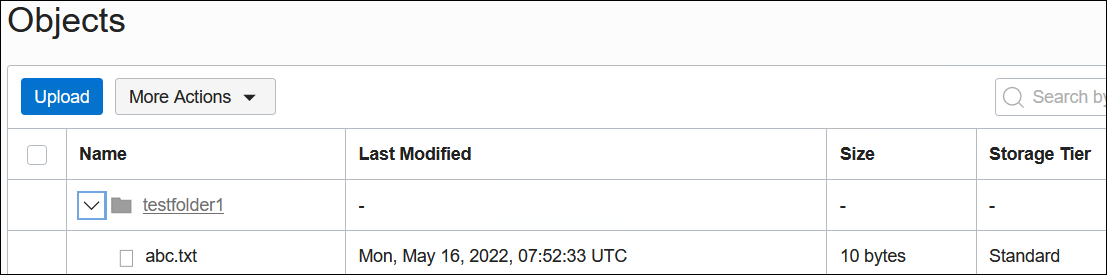 Objects
Upload More Actions Search by
Name Last Modified Size Storage Tier
testfolder1 - - -
abc.txt Mon, May 16, 2022, 07:52:33 UTC 10 bytes Standard